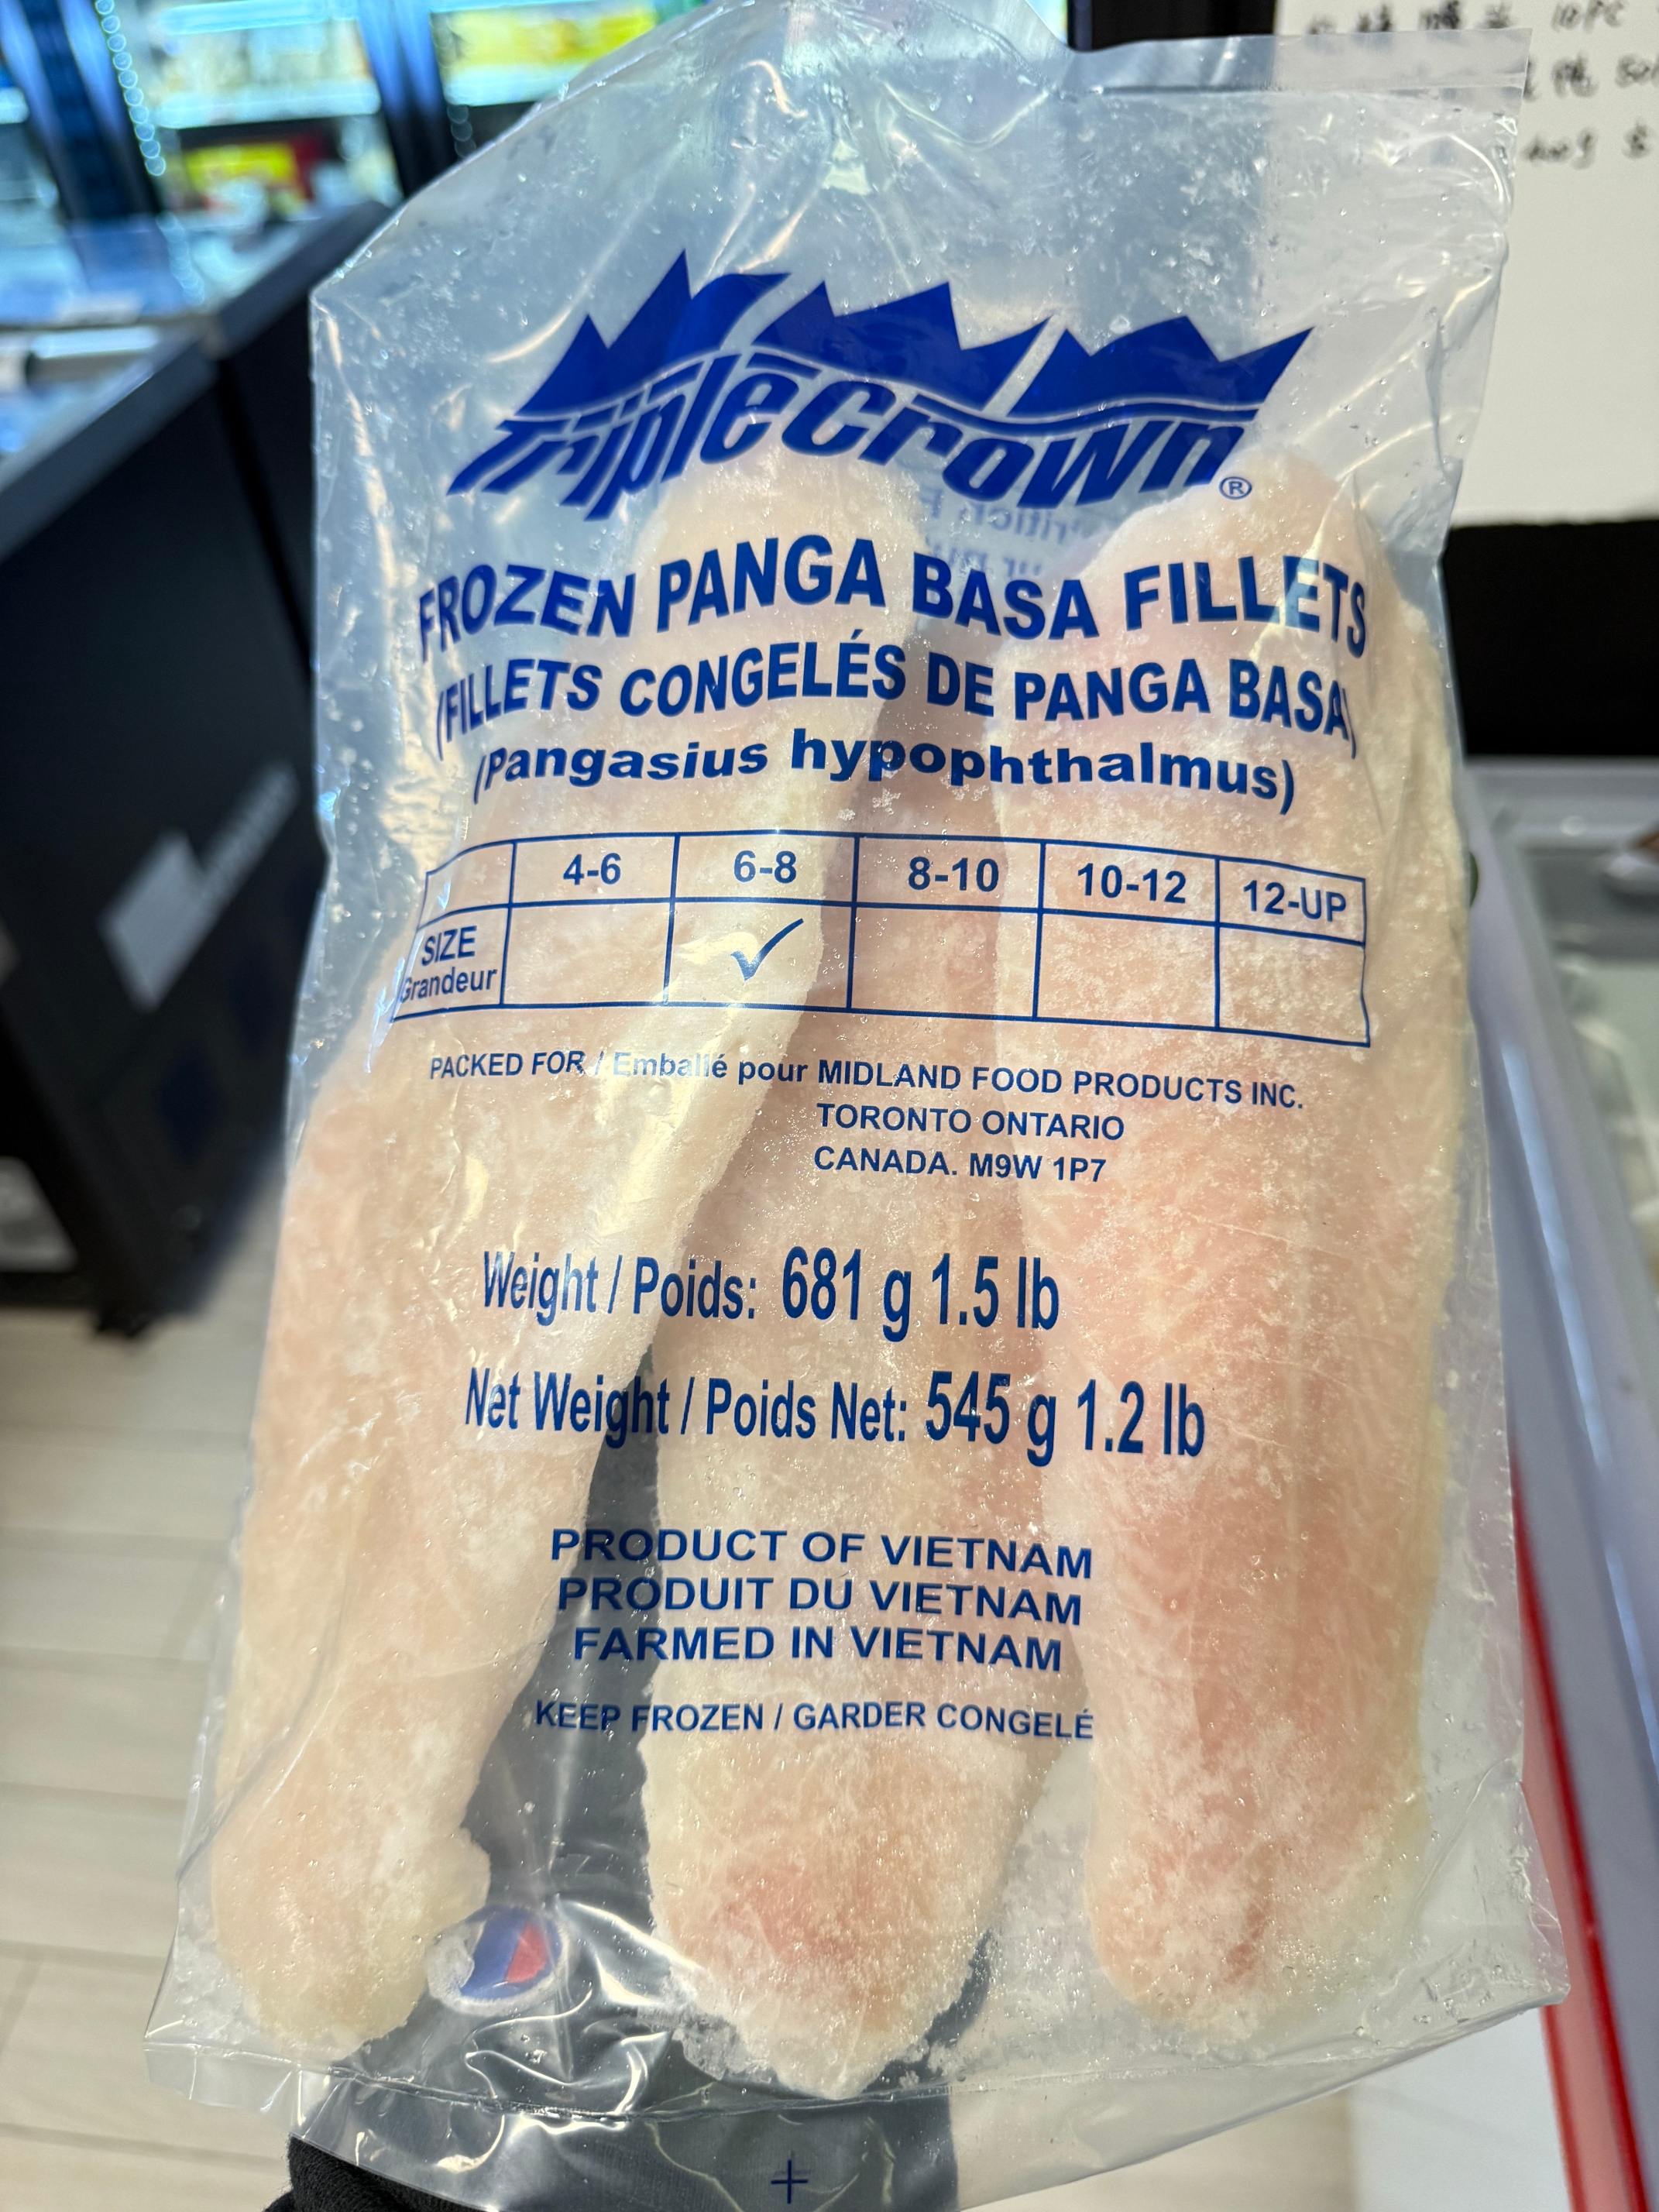 10PC
TripleCrown®
FROZEN PANGA BASA FILLETS
(FILLETS CONGELÉS DE PANGA BASA)
(Pangasius hypophthalmus)
4-6 6-8 8-10 10-12 12-UP
SIZE ✓
Grandeur
PACKED FOR / Emballé pour MIDLAND FOOD PRODUCTS INC.
TORONTO ONTARIO
CANADA. M9W 1P7
Weight / Poids: 681 g 1.5 lb
Net Weight / Poids Net: 545 g 1.2 lb
PRODUCT OF VIETNAM
PRODUIT DU VIETNAM
FARMED IN VIETNAM
KEEP FROZEN / GARDER CONGELÉ